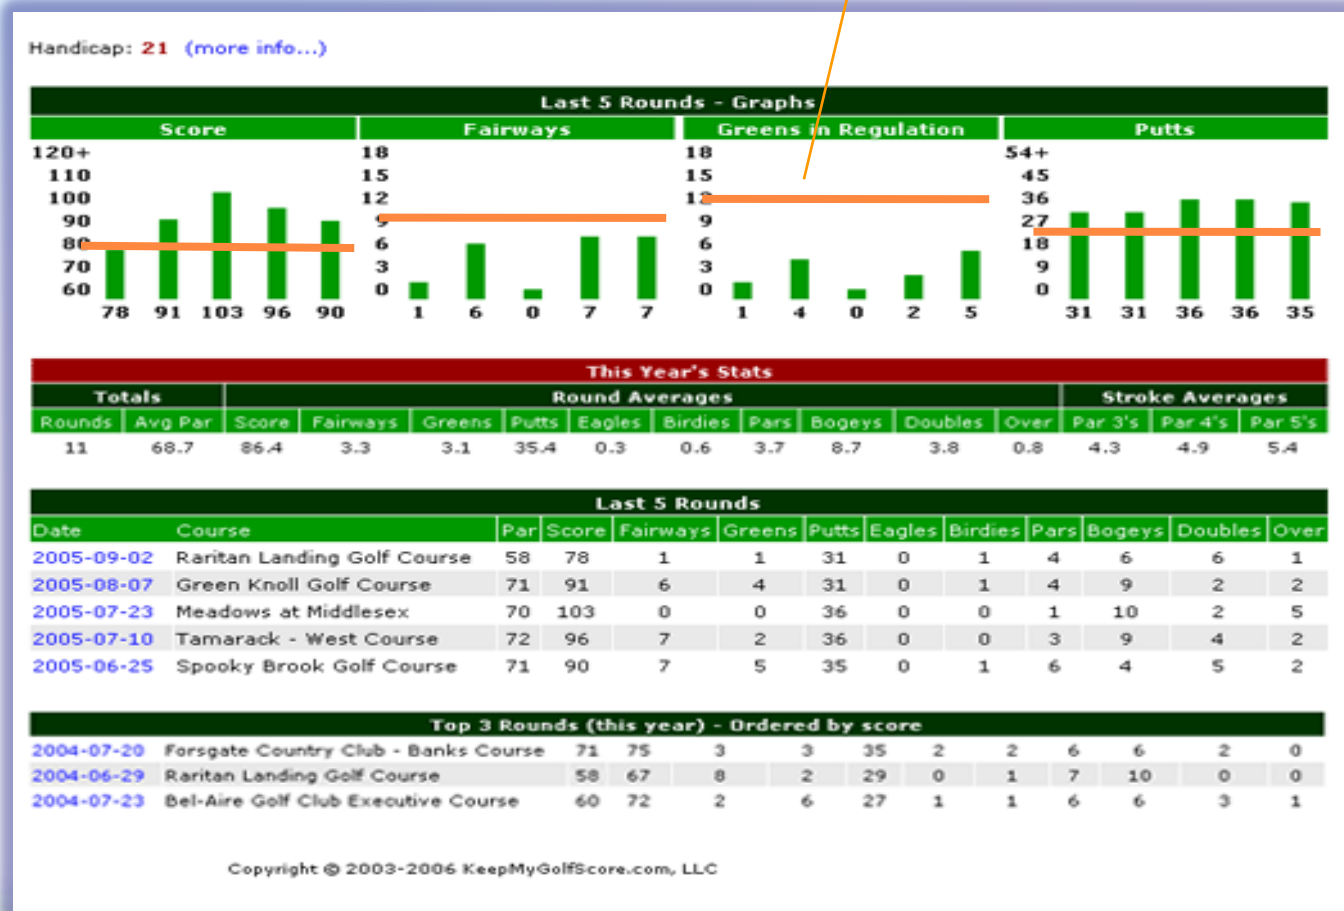 Handicap: 21 (more info...)
Last 5 Rounds - Graphs
Score Fairways Greens in Regulation Putts
120+ 18 18 54+
110 15 15 45
100 12 12 36
90 9 9 27
80 6 6 18
70 3 3 9
60 0 0 0
78 91 103 96 90 1 6 0 7 7 1 4 0 2 5 31 31 36 36 35
This Year's Stats
Totals Round Averages Stroke Averages
Rounds Avg Par Score Fairways Greens Putts Eagles Birdies Pars Bogeys Doubles Over Par 3's Par 4's Par 5's
11 68.7 86.4 3.3 3.1 35.4 0.3 0.6 3.7 8.7 3.8 0.8 4.3 4.9 5.4
Last 5 Rounds
Date Course Par Score Fairways Greens Putts Eagles Birdies Pars Bogeys Doubles Over
2005-09-02 Raritan Landing Golf Course 58 78 1 1 31 0 1 4 6 6 1
2005-08-07 Green Knoll Golf Course 71 91 6 4 31 0 1 4 9 2 2
2005-07-23 Meadows at Middlesex 70 103 0 0 36 0 0 1 10 2 5
2005-07-10 Tamarack - West Course 72 96 7 2 36 0 0 3 9 4 2
2005-06-25 Spooky Brook Golf Course 71 90 7 5 35 0 1 6 4 5 2
Top 3 Rounds (this year) - Ordered by score
2004-07-20 Forsgate Country Club - Banks Course 71 75 3 3 35 2 2 6 6 2 0
2004-06-29 Raritan Landing Golf Course 58 67 8 2 29 0 1 7 10 0 0
2004-07-23 Bel-Aire Golf Club Executive Course 60 72 2 6 27 1 1 6 6 3 1
Copyright © 2003-2006 KeepMyGolfScore.com, LLC